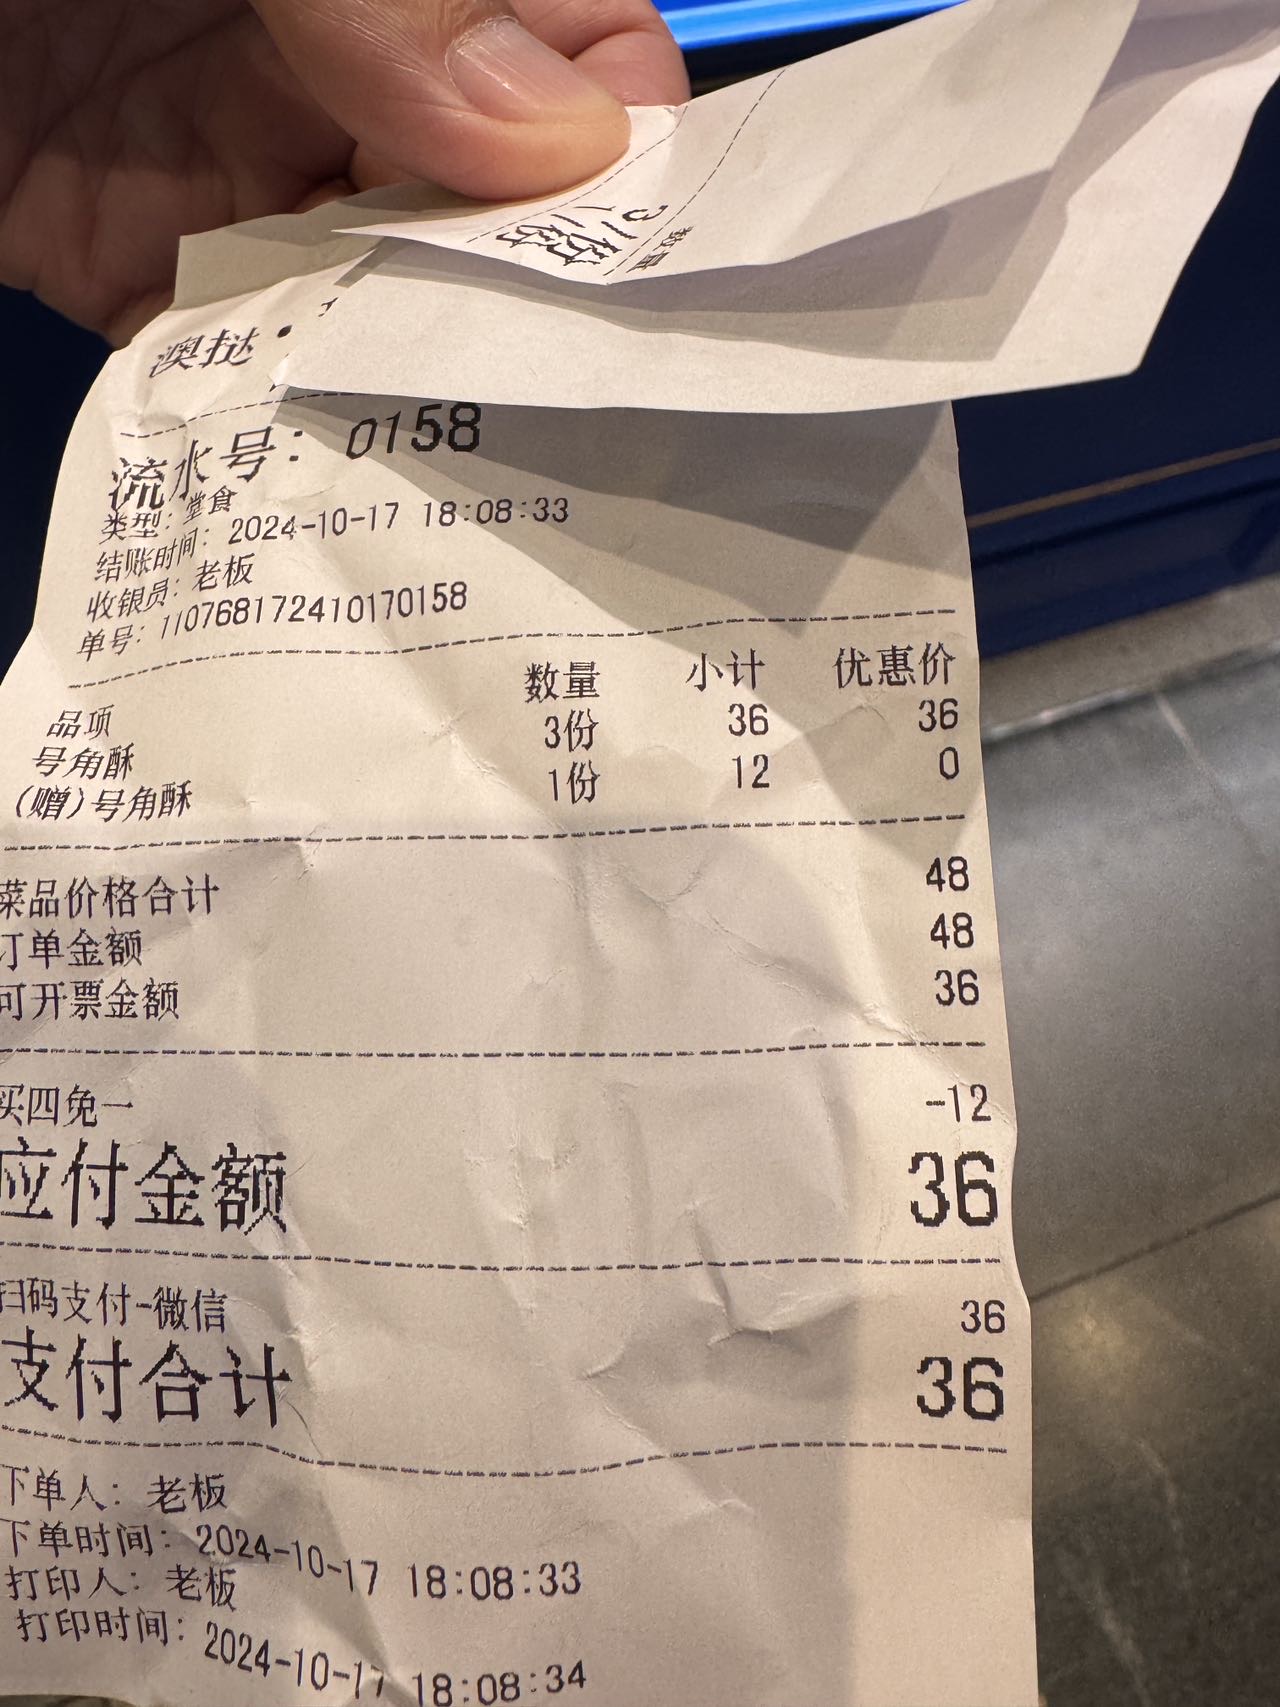 数量
3份
1份
澳挞·
流水号：0158
类型：堂食
结账时间：2024-10-17 18:08:33
收银员：老板
单号：110768172410170158
品项 数量 小计 优惠价
号角酥 3份 36 36
(赠)号角酥 1份 12 0
菜品价格合计 48
订单金额 48
可开票金额 36
买四免一 -12
应付金额 36
扫码支付-微信 36
支付合计 36
下单人：老板
下单时间：2024-10-17 18:08:33
打印人：老板
打印时间：2024-10-17 18:08:34